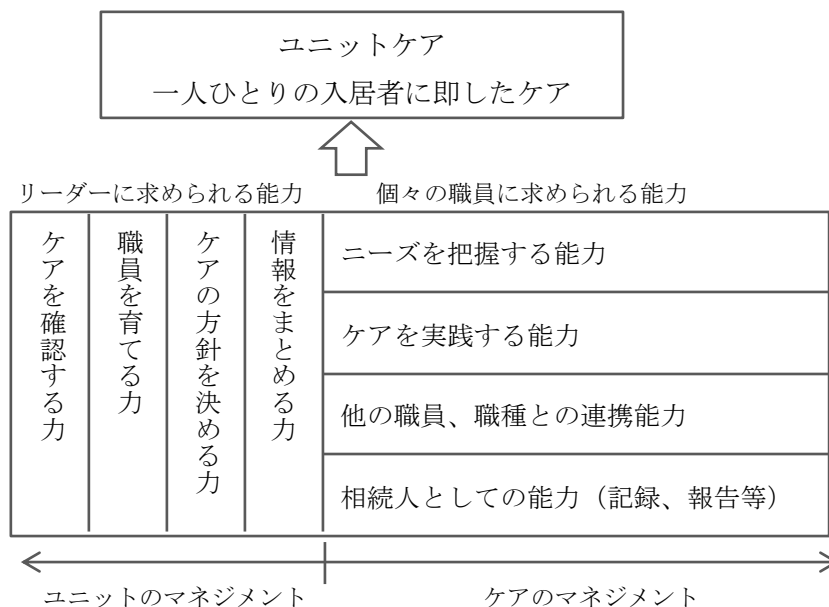 ユニットケア
一人ひとりの入居者に即したケア
リーダーに求められる能力
個々の職員に求められる能力
ケアを確認する力
職員を育てる力
ケアの方針を決める力
情報をまとめる力
ニーズを把握する能力
ケアを実践する能力
他の職員、職種との連携能力
相続人としての能力（記録、報告等）
ユニットのマネジメント
ケアのマネジメント